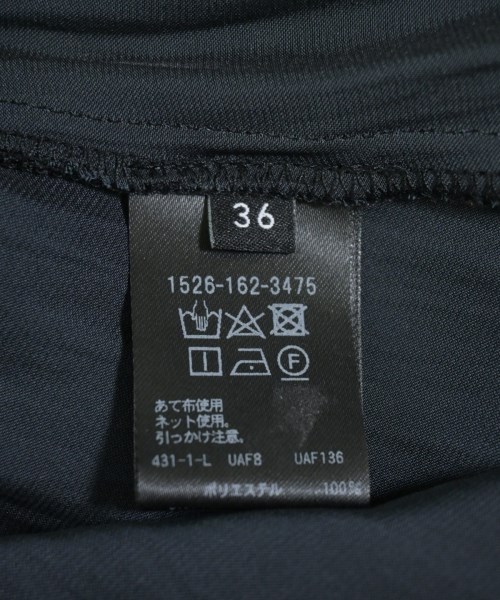 36
1526-162-3475
F
あて布使用
ネット使用。
引っかけ注意。
431-1-L UAF8 UAF136
ポリエステル 100%